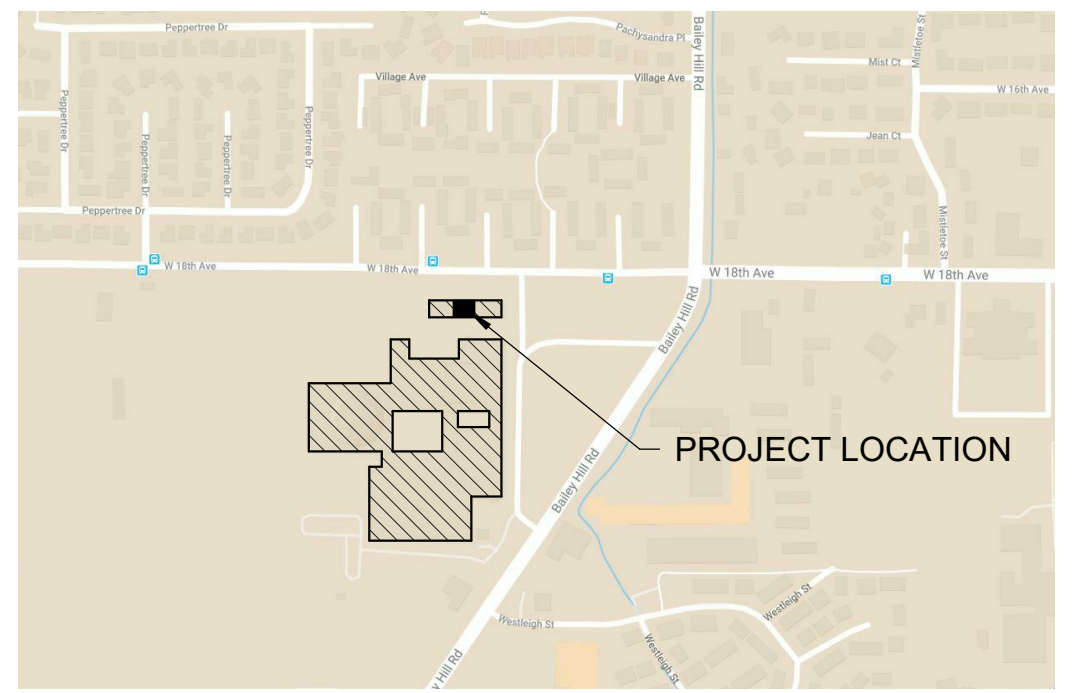 Peppertree Dr
Pachysandra Pl
Bailey Hill Rd
Mistletoe St
Mist Ct
Village Ave
Village Ave
W 16th Ave
Peppertree Dr
Peppertree Dr
Peppertree Dr
Peppertree Dr
Jean Ct
Peppertree Dr
Mistletoe St
W 18th Ave
W 18th Ave
W 18th Ave
W 18th Ave
Bailey Hill Rd
PROJECT LOCATION
Bailey Hill Rd
Westleigh St
Westleigh St
Westleigh St
Hill Rd